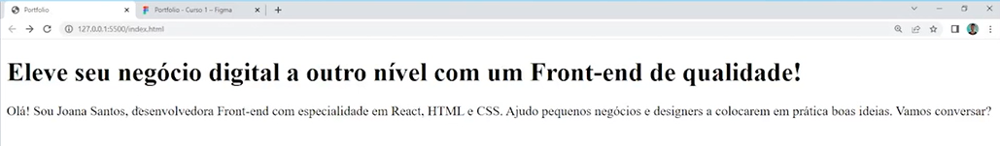 Portfolio
Portfolio - Curso 1 – Figma
127.0.0.1:5500/index.html
Eleve seu negócio digital a outro nível com um Front-end de qualidade!
Olá! Sou Joana Santos, desenvolvedora Front-end com especialidade em React, HTML e CSS. Ajudo pequenos negócios e designers a colocarem em prática boas ideias. Vamos conversar?